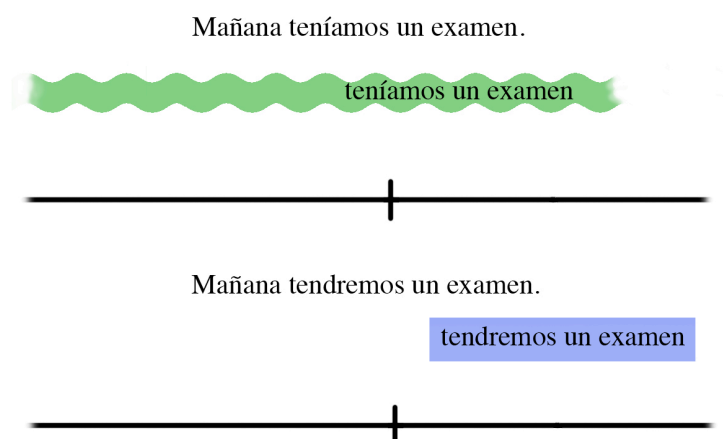 Mañana teníamos un examen.
teníamos un examen
Mañana tendremos un examen.
tendremos un examen